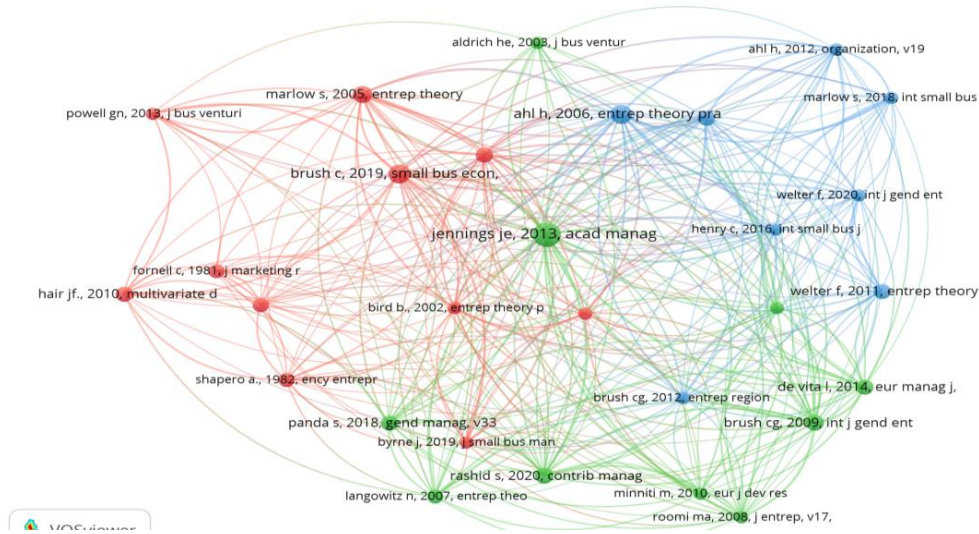 aldrich he, 2003, j bus ventur
ahl h, 2012, organization, v19
marlow s, 2005, entrep theory
marlow s, 2018, int small bus
powell gn, 2013, j bus venturi
ahl h, 2006, entrep theory pra
brush c, 2019, small bus econ,
welter f, 2020, int j gend ent
jennings je, 2013, acad manag
henry c, 2016, int small bus j
fornell c, 1981, j marketing r
hair jf., 2010, multivariate d
welter f, 2011, entrep theory
bird b., 2002, entrep theory p
shapero a., 1982, ency entrepr
de vita l, 2014, eur manag j,
brush cg, 2012, entrep region
panda s, 2018, gend manag, v33
brush cg, 2009, int j gend ent
byrne j, 2019, j small bus man
rashid s, 2020, contrib manag
langowitz n, 2007, entrep theo
minniti m, 2010, eur j dev res
roomi ma, 2008, j entrep, v17,
VOSviewer